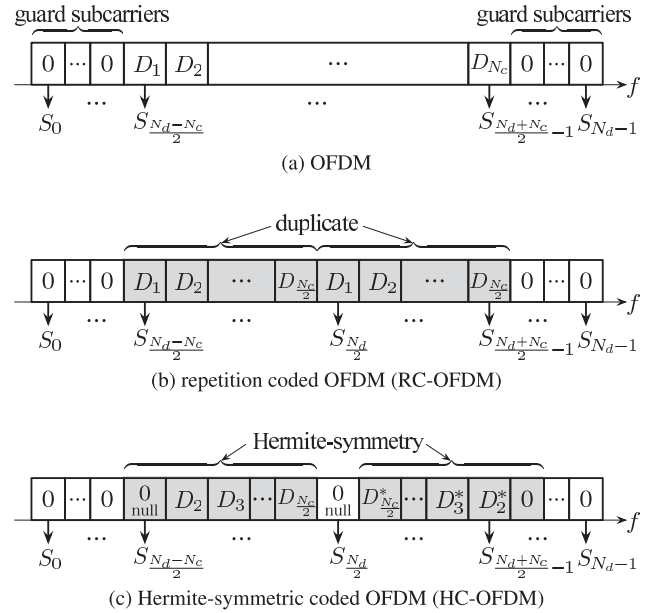 guard subcarriers guard subcarriers
0 ... 0 D_1 D_2 ... D_{N_c} 0 ... 0
f
S_0 ... S_{\frac{N_d-N_c}{2}} ... S_{\frac{N_d+N_c}{2}-1} S_{N_d-1}
(a) OFDM
duplicate
0 ... 0 D_1 D_2 ... D_{\frac{N_c}{2}} D_1 D_2 ... D_{\frac{N_c}{2}} 0 ... 0
f
S_0 ... S_{\frac{N_d-N_c}{2}} ... S_{\frac{N_d}{2}} ... S_{\frac{N_d+N_c}{2}-1} ... S_{N_d-1}
(b) repetition coded OFDM (RC-OFDM)
Hermite-symmetry
0 ... 0 0 null D_2 D_3 ... D_{\frac{N_c}{2}} 0 null D^*_{\frac{N_c}{2}} ... D_3^* D_2^* 0 ... 0
f
S_0 ... S_{\frac{N_d-N_c}{2}} ... S_{\frac{N_d}{2}} ... S_{\frac{N_d+N_c}{2}-1} ... S_{N_d-1}
(c) Hermite-symmetric coded OFDM (HC-OFDM)